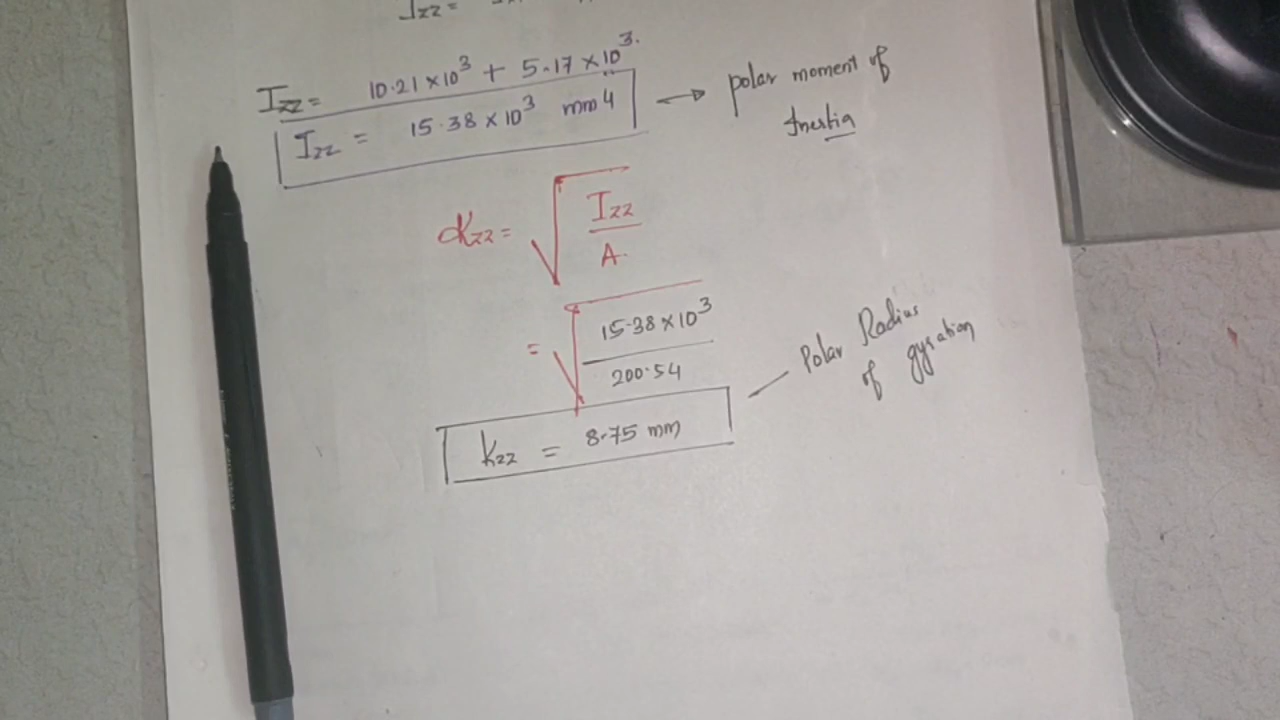 Izz =
Izz = 10.21 × 10³ + 5.17 × 10³.
Izz = 15.38 × 10³ mm⁴ → polar moment of
Inertia
Kzz = √(Izz / A.)
= √(15.38 × 10³ / 200.54)
Polar Radius
of gyration
Kzz = 8.75 mm